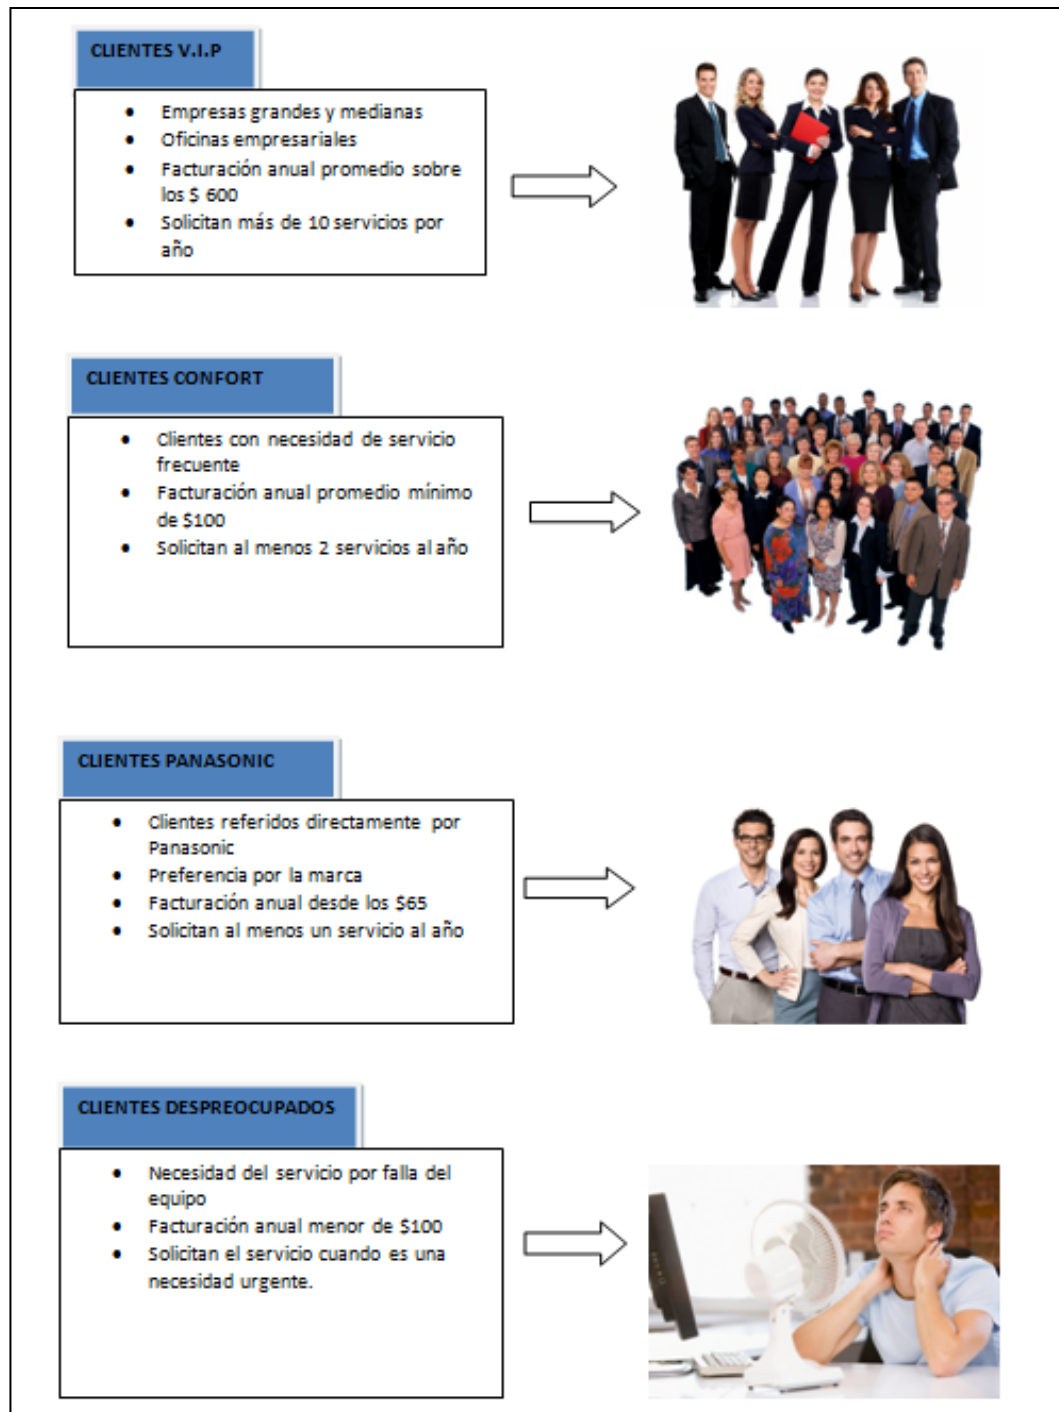 CLIENTES V.I.P
• Empresas grandes y medianas
• Oficinas empresariales
• Facturación anual promedio sobre
los $ 600
• Solicitan más de 10 servicios por
año
CLIENTES CONFORT
• Clientes con necesidad de servicio
frecuente
• Facturación anual promedio mínimo
de $100
• Solicitan al menos 2 servicios al año
CLIENTES PANASONIC
• Clientes referidos directamente por
Panasonic
• Preferencia por la marca
• Facturación anual desde los $65
• Solicitan al menos un servicio al año
CLIENTES DESPREOCUPADOS
• Necesidad del servicio por falla del
equipo
• Facturación anual menor de $100
• Solicitan el servicio cuando es una
necesidad urgente.